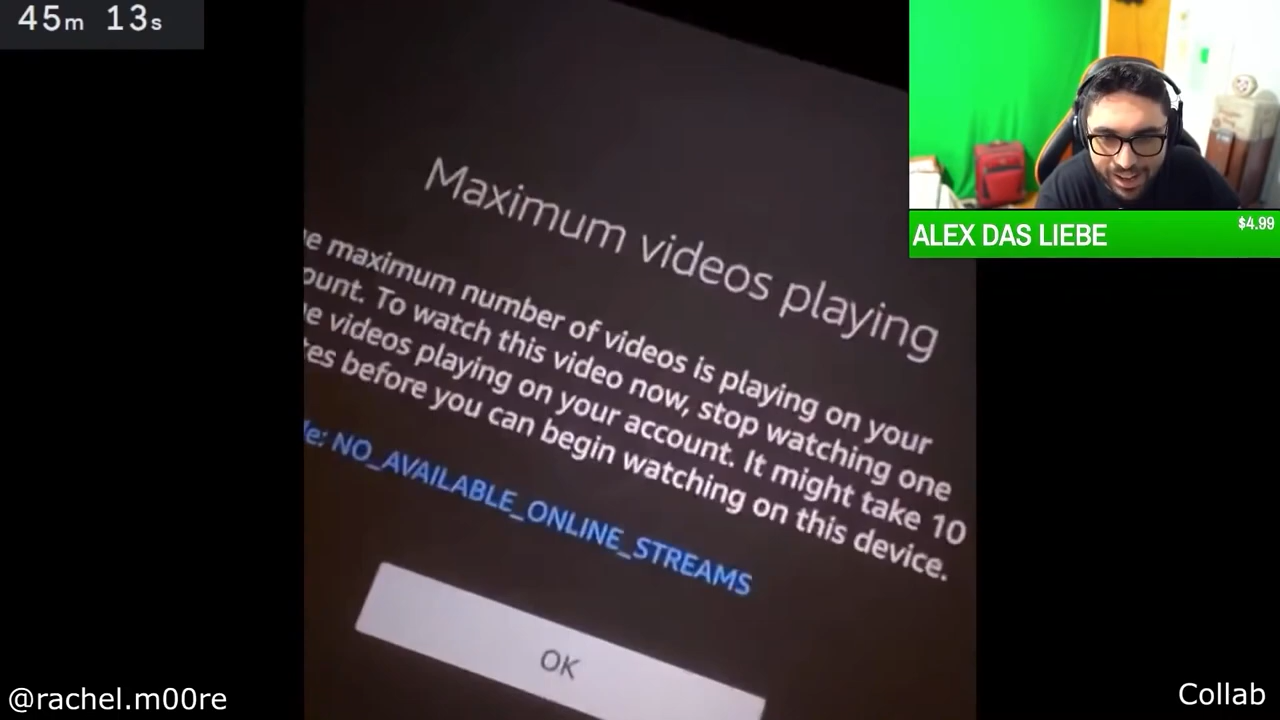 45m 13s
$4.99
ALEX DAS LIEBE
Maximum videos playing
maximum number of videos is playing on your
To watch this video now, stop watching one
videos playing on your account. It might take 10
before you can begin watching on this device.
NO_AVAILABLE_ONLINE_STREAMS
OK
@rachel.m00re
Collab